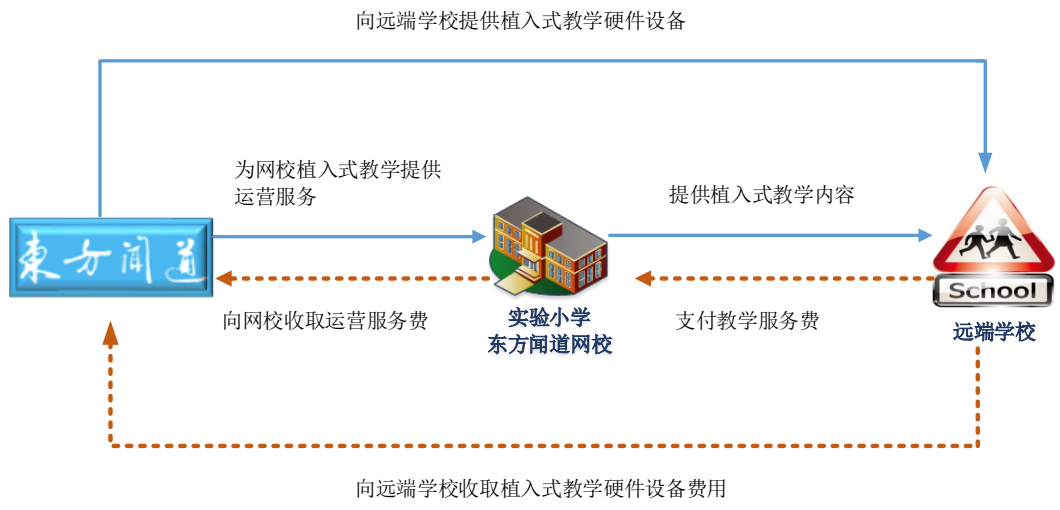 向远端学校提供植入式教学硬件设备
为网校植入式教学提供
运营服务
提供植入式教学内容
東方闻道
School
向网校收取运营服务费
实验小学
东方闻道网校
支付教学服务费
远端学校
向远端学校收取植入式教学硬件设备费用